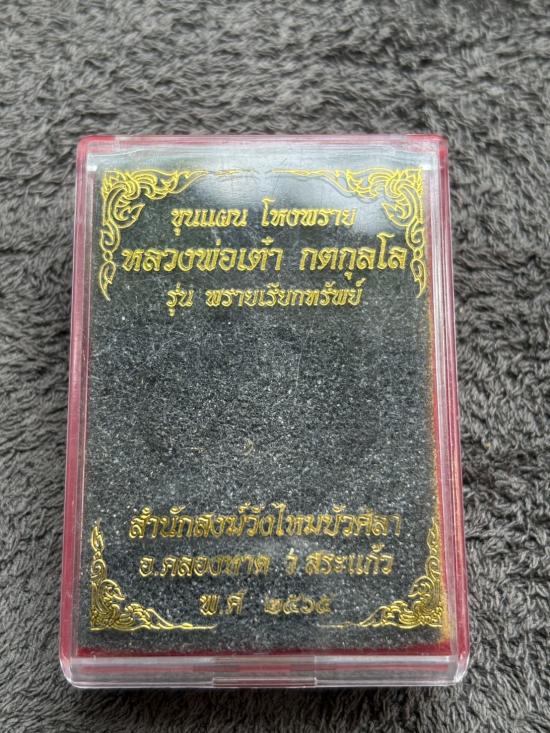 ขุนแผน โหงพราย
หลวงพ่อเต๋า กตกุลโล
รุ่น พรายเรียกทรัพย์
สำนักสงฆ์วังไหมบัวศิลา
อ.คลองหาด จ.สระแก้ว
พ.ศ ๒๕๖๕